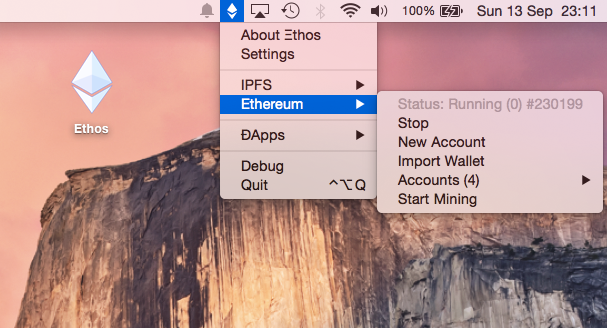 100% Sun 13 Sep 23:11
About Ξthos
Settings
IPFS
Ethereum
Status: Running (0) #230199
Stop
New Account
Import Wallet
Accounts (4)
Start Mining
ÐApps
Debug
Quit ^⌥Q
Ethos